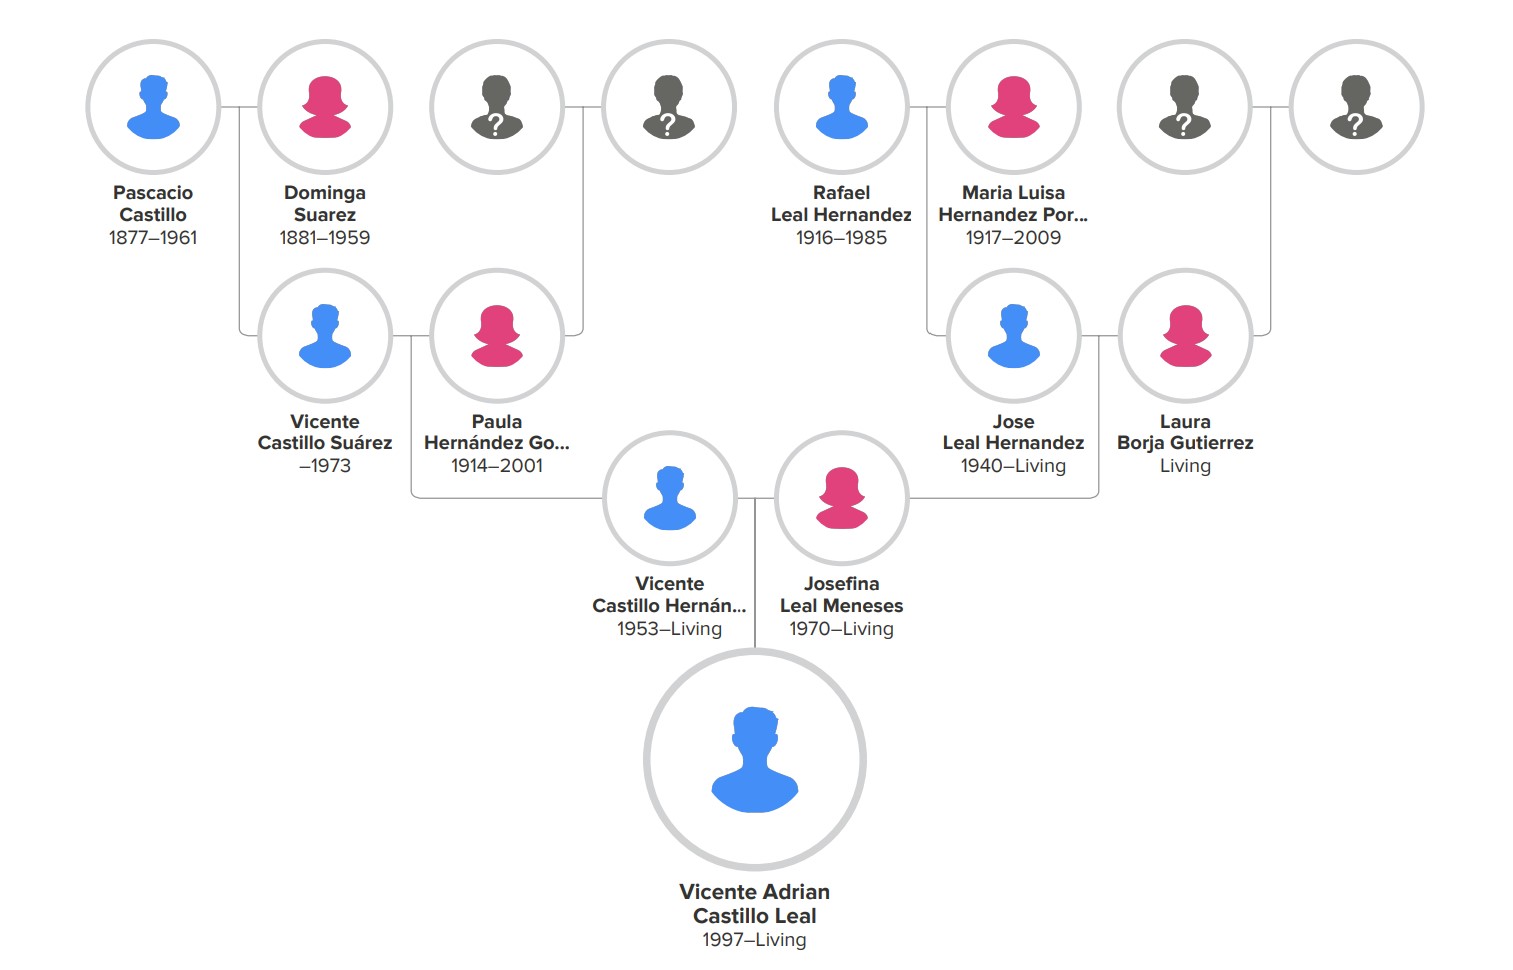 ?
?
?
?
Pascacio
Castillo
1877–1961
Dominga
Suarez
1881–1959
Rafael
Leal Hernandez
1916–1985
Maria Luisa
Hernandez Por...
1917–2009
Vicente
Castillo Suárez
–1973
Paula
Hernández Go...
1914–2001
Jose
Leal Hernandez
1940–Living
Laura
Borja Gutierrez
Living
Vicente
Castillo Hernán...
1953–Living
Josefina
Leal Meneses
1970–Living
Vicente Adrian
Castillo Leal
1997–Living